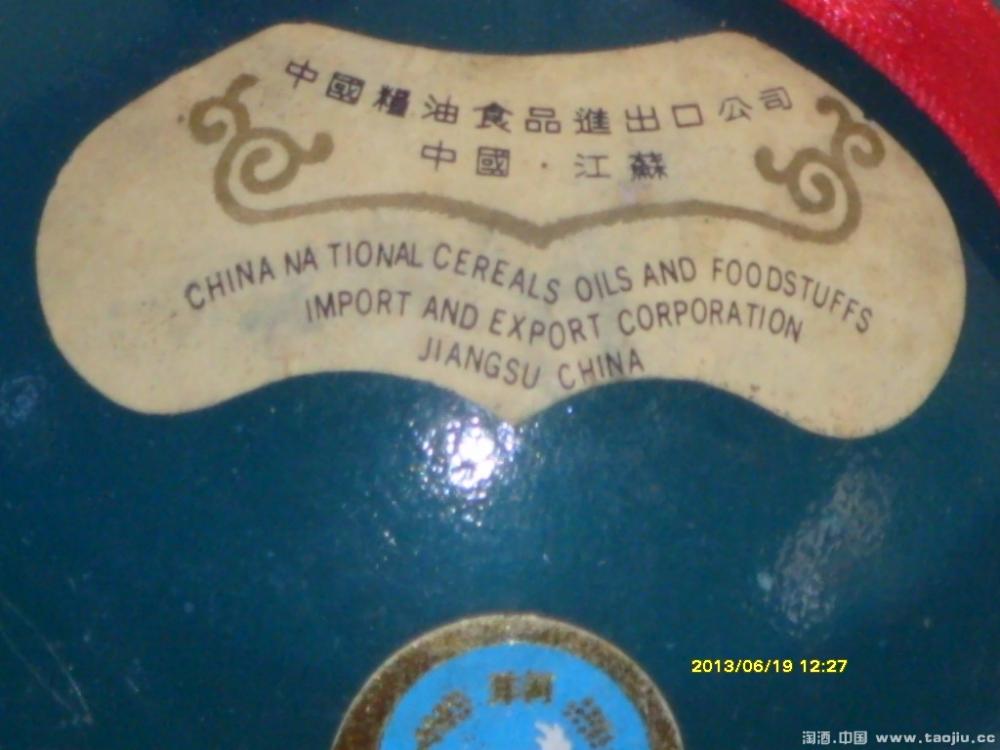 中國糧油食品進出口公司
中國·江蘇
CHINA NA TIONAL CEREALS OILS AND FOODSTUFFS
IMPORT AND EXPORT CORPORATION
JIANGSU CHINA
2013/06/19 12:27
淘酒.中国 www.taojiu.cc